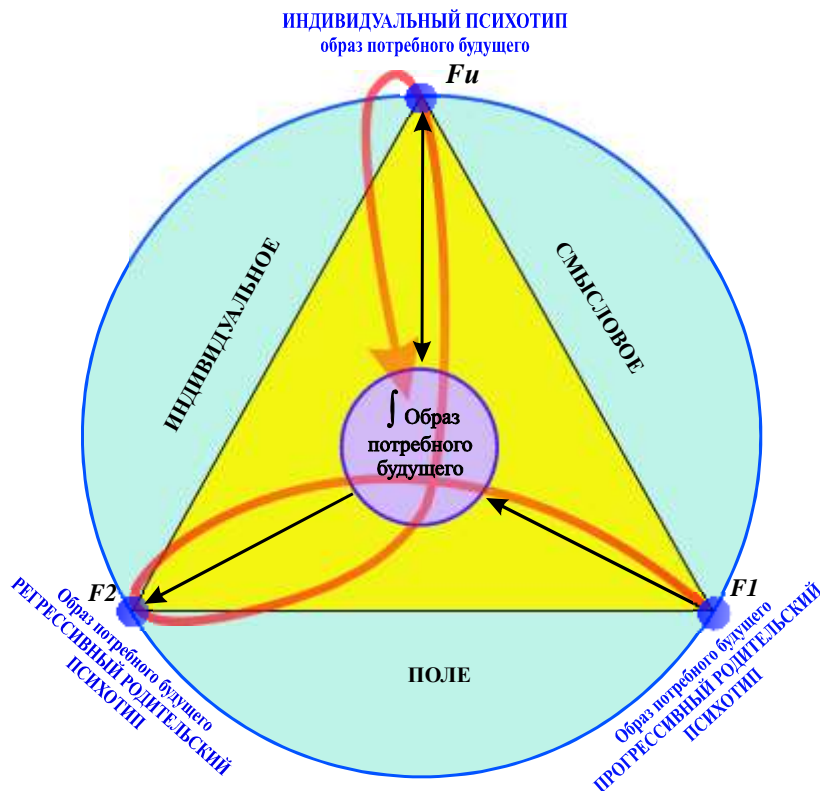 ИНДИВИДУАЛЬНЫЙ ПСИХОТИП
образ потребного будущего
Fи
ИНДИВИДУАЛЬНОЕ
СМЫСЛОВОЕ
∫ Образ
потребного
будущего
F2
F1
Образ потребного будущего
РЕГРЕССИВНЫЙ РОДИТЕЛЬСКИЙ
ПСИХОТИП
ПОЛЕ
Образ потребного будущего
ПРОГРЕССИВНЫЙ РОДИТЕЛЬСКИЙ
ПСИХОТИП